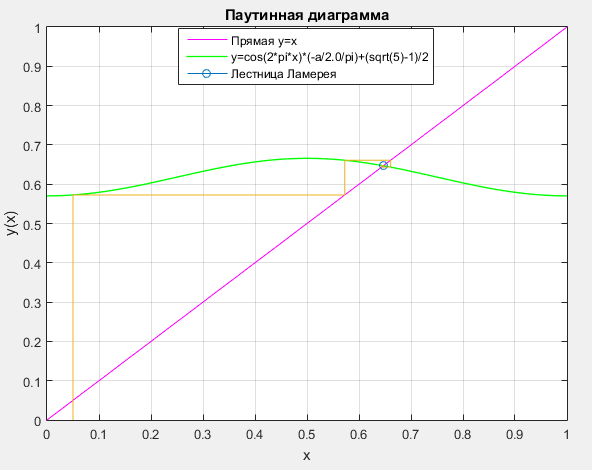 Паутинная диаграмма
Прямая y=x
y=cos(2*pi*x)*(-a/2.0/pi)+(sqrt(5)-1)/2
Лестница Ламерея
1
0.9
0.8
0.7
0.6
0.5
0.4
0.3
0.2
0.1
0
y(x)
0 0.1 0.2 0.3 0.4 0.5 0.6 0.7 0.8 0.9 1
x